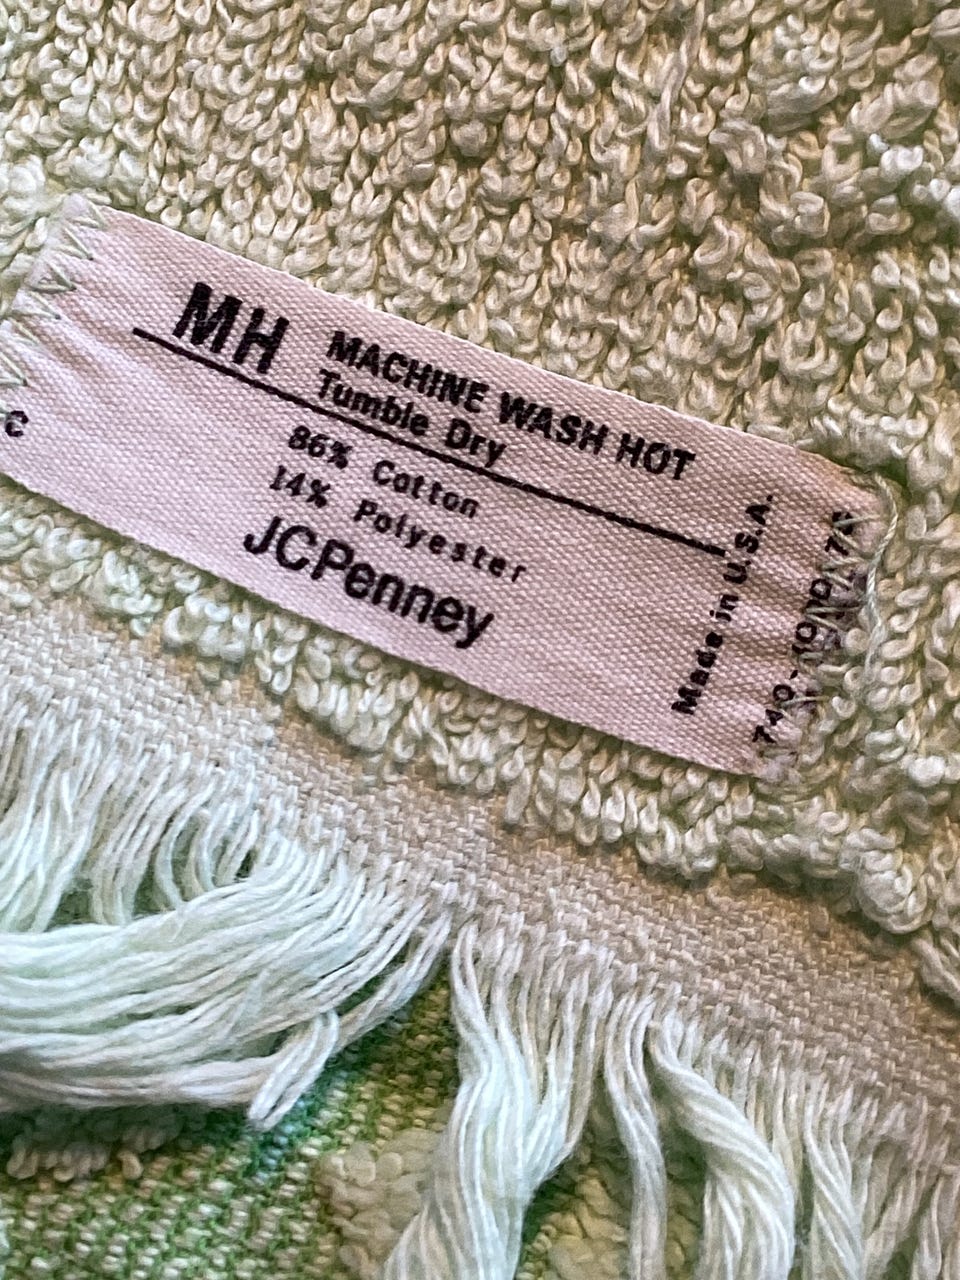 MH
MACHINE WASH HOT
Tumble Dry
86% Cotton
14% Polyester
JCPenney
Made in U.S.A.
C